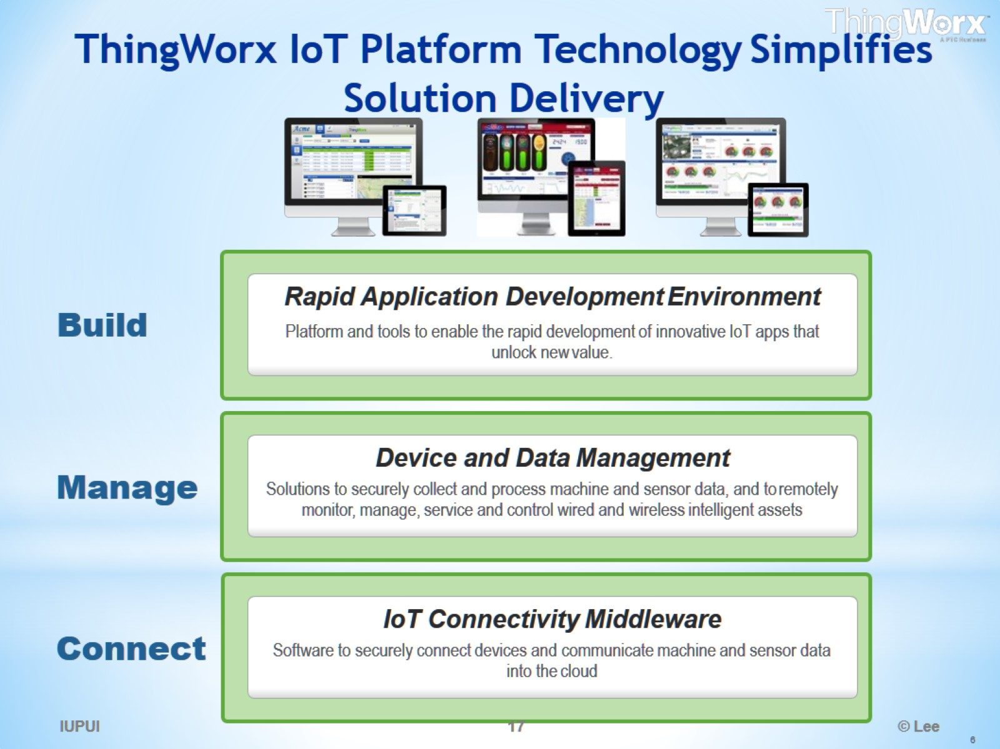 ThingWorx
A PTC Business
ThingWorx IoT Platform Technology Simplifies
Solution Delivery
Acme
ThingWorx
2424 1500
Build
Rapid Application Development Environment
Platform and tools to enable the rapid development of innovative IoT apps that
unlock new value.
Manage
Device and Data Management
Solutions to securely collect and process machine and sensor data, and to remotely
monitor, manage, service and control wired and wireless intelligent assets
Connect
IoT Connectivity Middleware
Software to securely connect devices and communicate machine and sensor data
into the cloud
IUPUI
17
© Lee
6